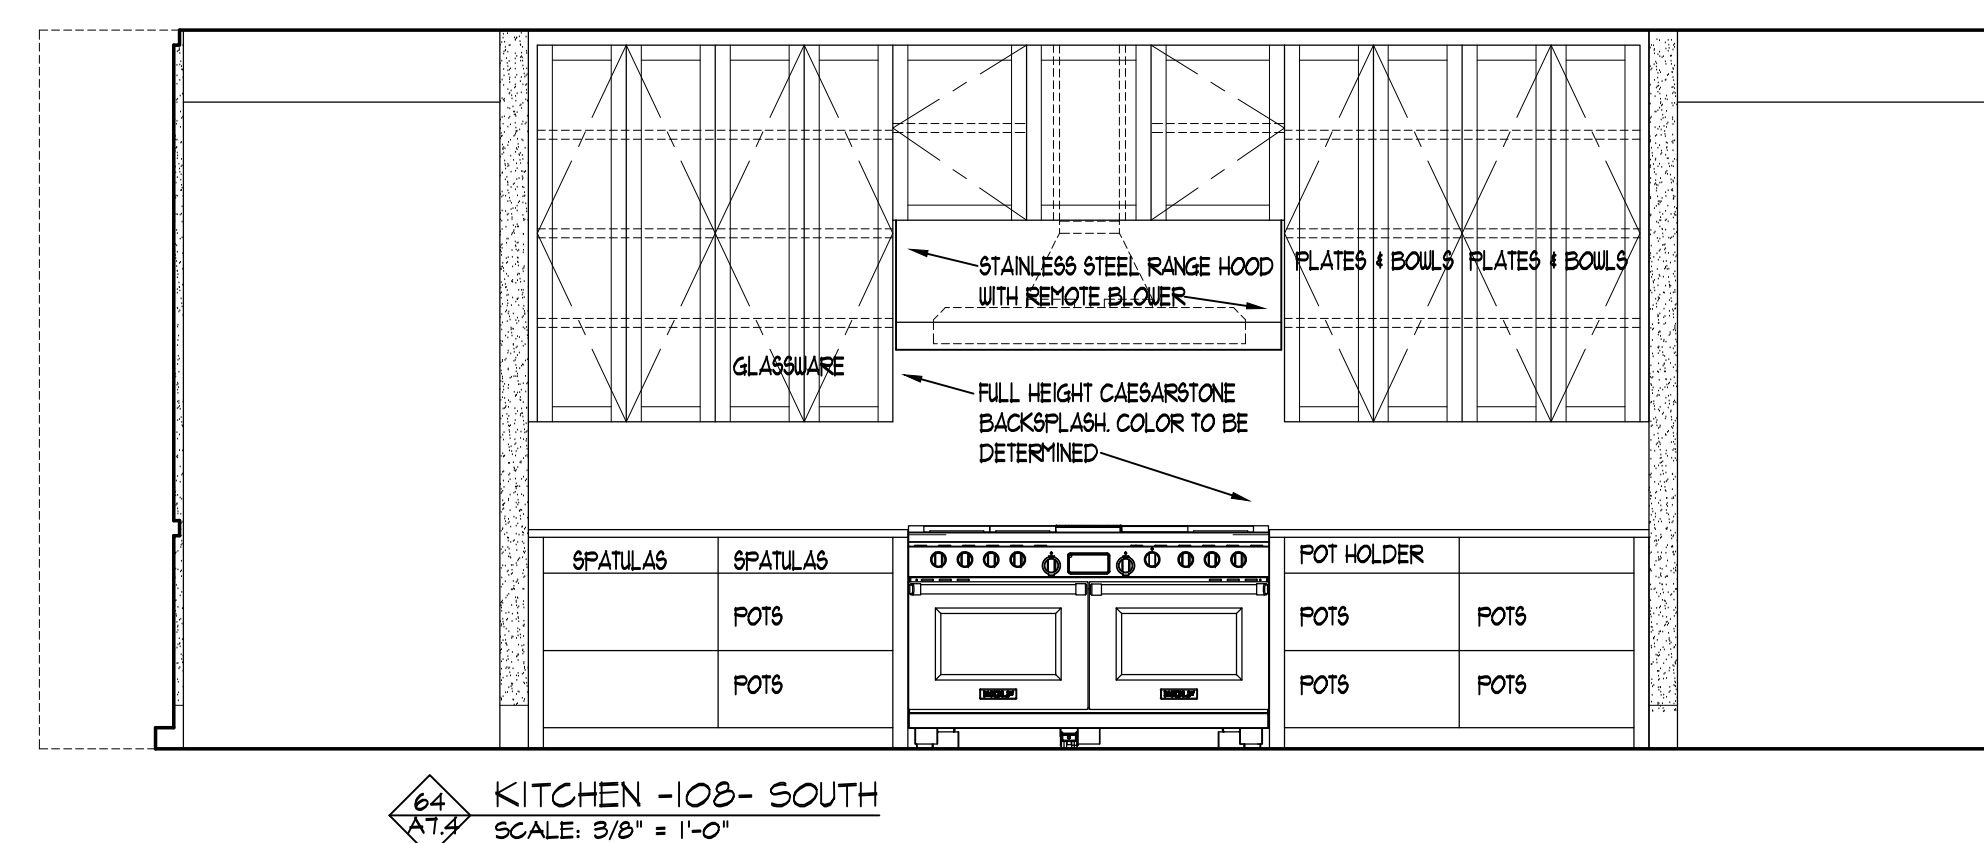 STAINLESS STEEL RANGE HOOD
WITH REMOTE BLOWER
PLATES & BOWLS
PLATES & BOWLS
GLASSWARE
FULL HEIGHT CAESARSTONE
BACKSPLASH. COLOR TO BE
DETERMINED
SPATULAS
SPATULAS
POT HOLDER
POTS
POTS
POTS
POTS
POTS
POTS
WOLF
WOLF
64
A7.4
KITCHEN -108- SOUTH
SCALE: 3/8" = 1'-0"